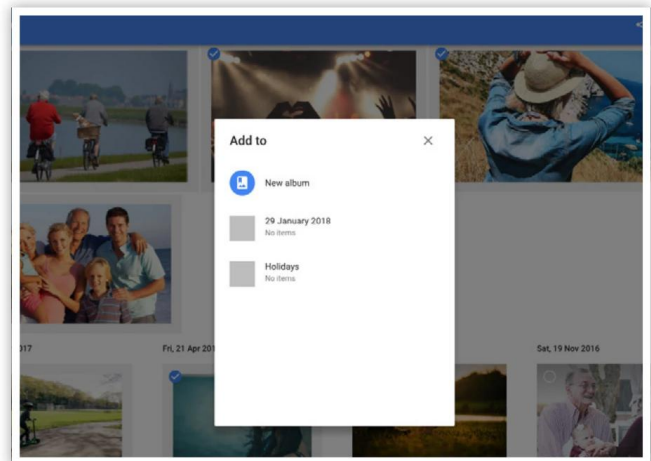 Add to
New album
29 January 2018
No items
Holidays
No items
017
Fri, 21 Apr 201
Sat, 19 Nov 2016